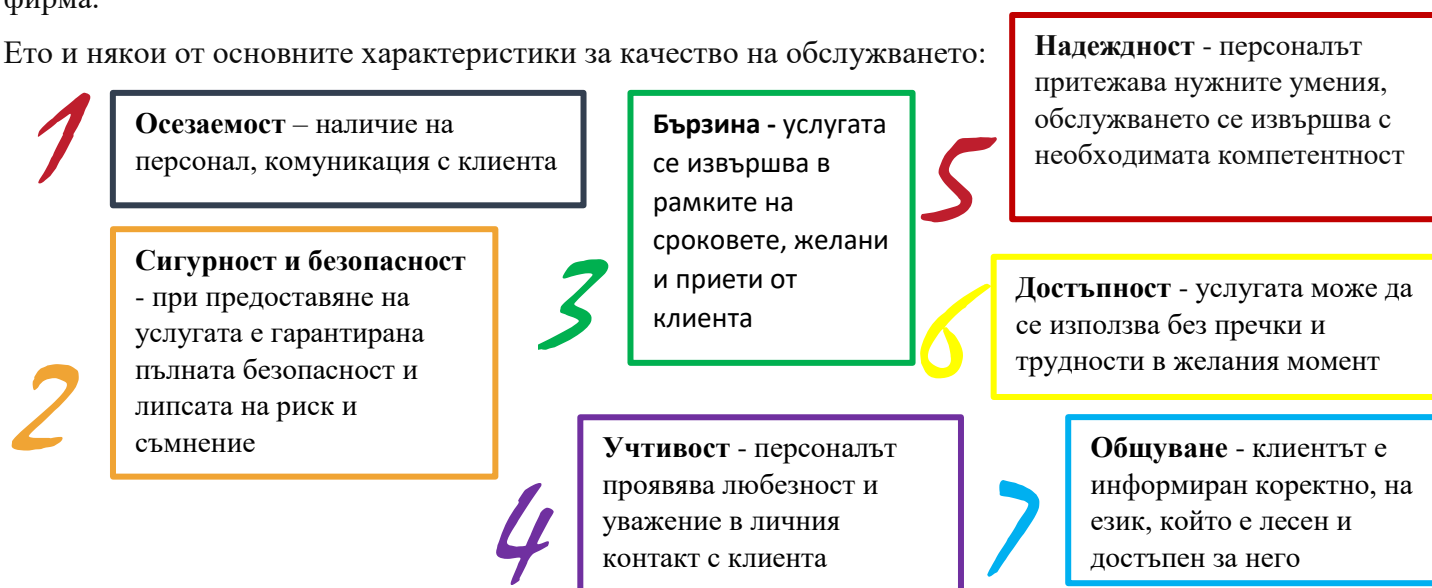 фирма.
Ето и някои от основните характеристики за качество на обслужването:
1
Осезаемост – наличие на
персонал, комуникация с клиента
2
Сигурност и безопасност
- при предоставяне на
услугата е гарантирана
пълната безопасност и
липсата на риск и
съмнение
3
Бързина - услугата
се извършва в
рамките на
сроковете, желани
и приети от
клиента
4
Учтивост - персоналът
проявява любезност и
уважение в личния
контакт с клиента
5
Надеждност - персоналът
притежава нужните умения,
обслужването се извършва с
необходимата компетентност
6
Достъпност - услугата може да
се използва без пречки и
трудности в желания момент
7
Общуване - клиентът е
информиран коректно, на
език, който е лесен и
достъпен за него